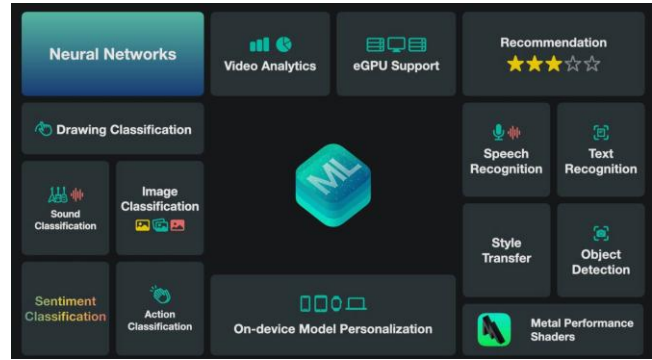 Neural Networks
Video Analytics
eGPU Support
Recommendation
Drawing Classification
Sound
Classification
Image
Classification
ML
Speech
Recognition
Text
Recognition
Style
Transfer
Object
Detection
Sentiment
Classification
Action
Classification
On-device Model Personalization
Metal Performance
Shaders